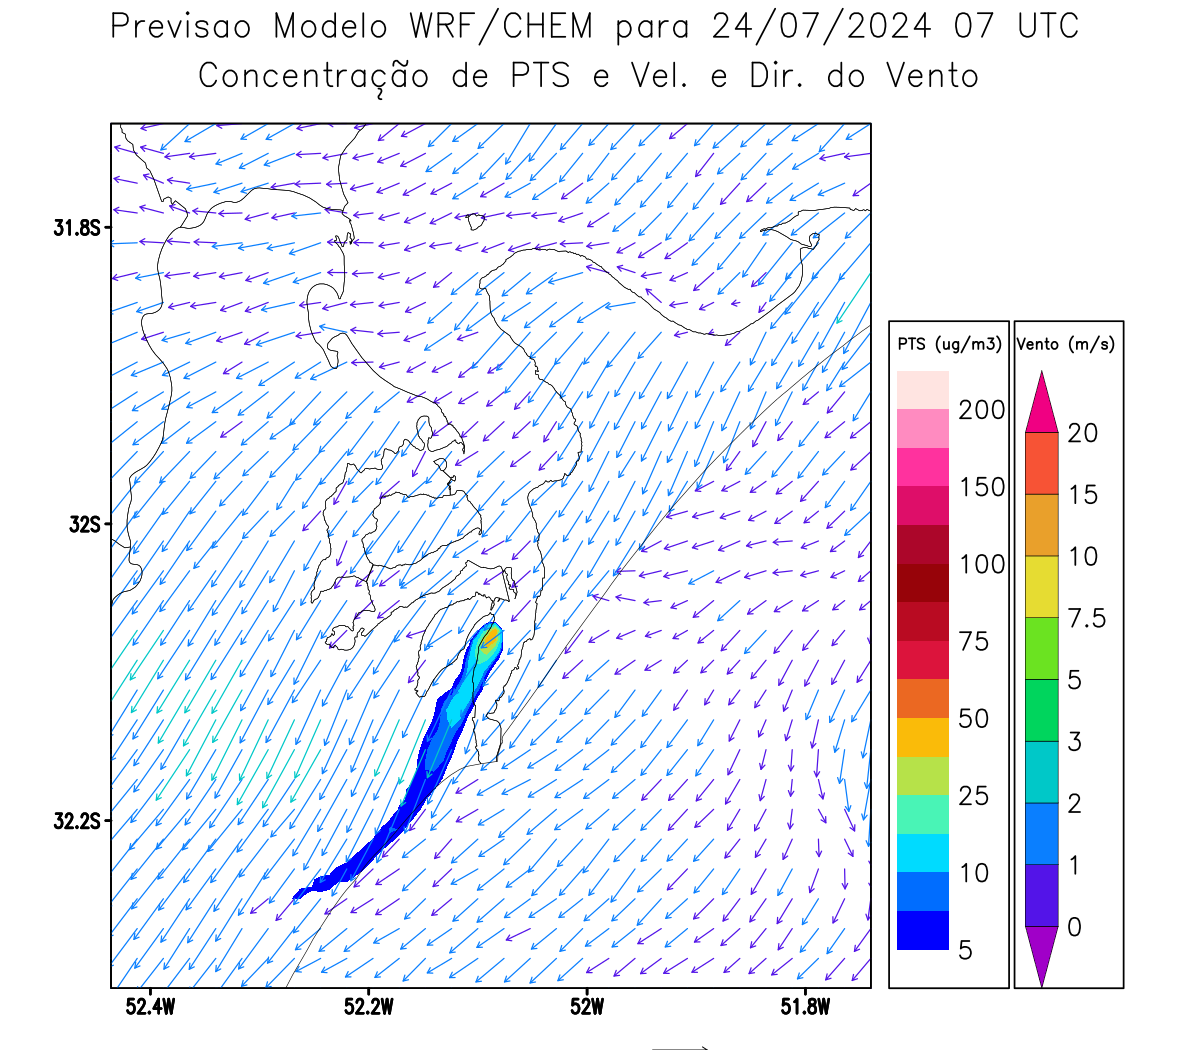 Previsao Modelo WRF/CHEM para 24/07/2024 07 UTC
Concentração de PTS e Vel. e Dir. do Vento
31.8S
32S
32.2S
52.4W
52.2W
52W
51.8W
PTS (ug/m3)
200
150
100
75
50
25
10
5
Vento (m/s)
20
15
10
7.5
5
3
2
1
0